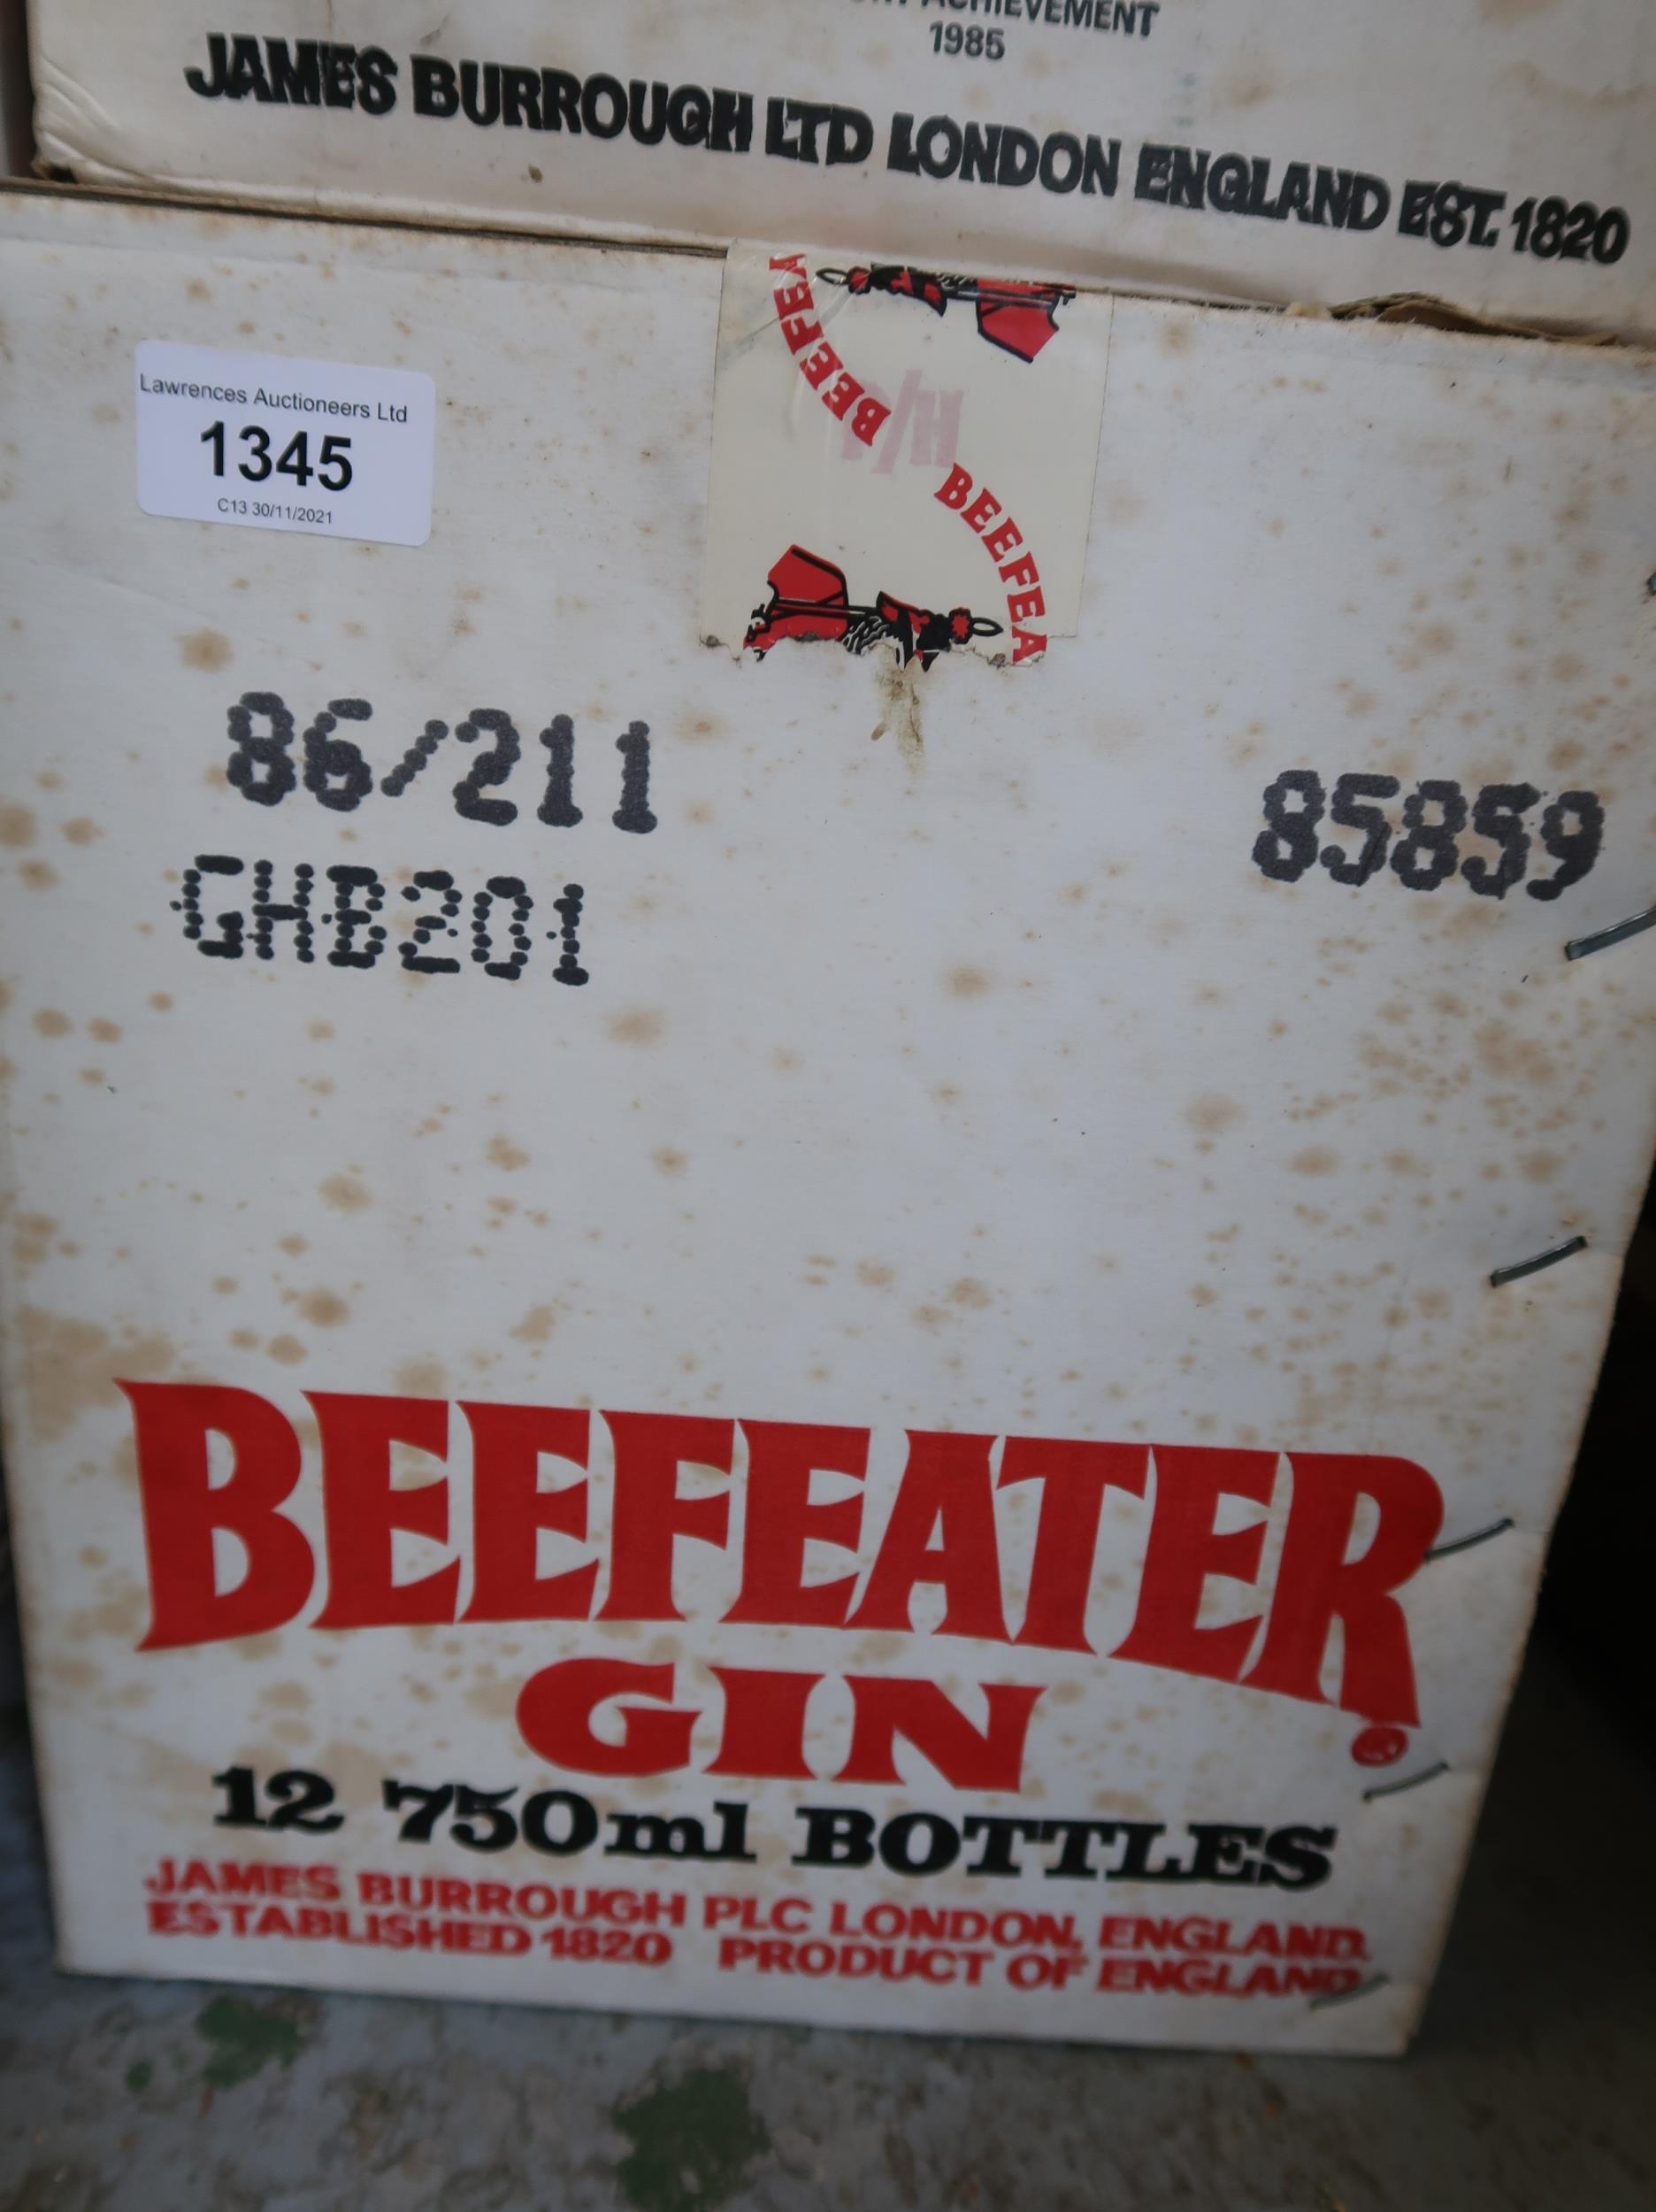 ACHIEVEMENT
1985
JAMES BURROUGH LTD LONDON ENGLAND EST. 1820
Lawrences Auctioneers Ltd
1345
C13 30/11/2021
BEEFEA
BEEFEA
86/211
85859
GHB201
BEEFEATER
GIN
12 750ml BOTTLES
JAMES BURROUGH PLC LONDON, ENGLAND.
ESTABLISHED 1820 PRODUCT OF ENGLAND